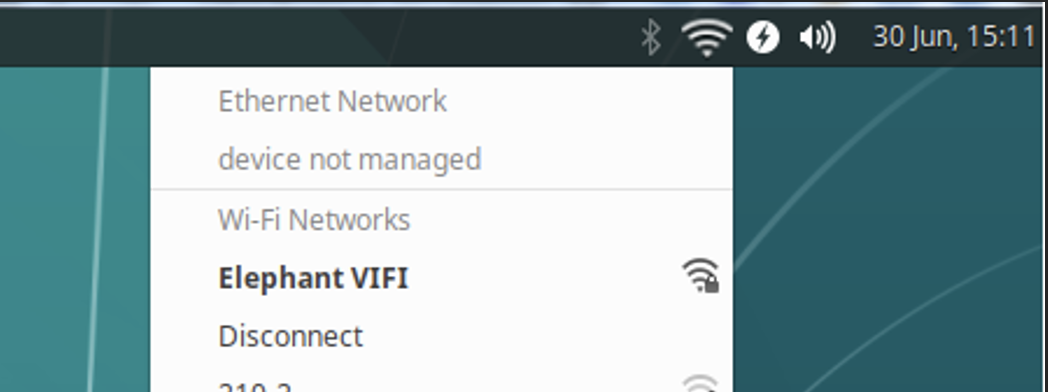 30 Jun, 15:11
Ethernet Network
device not managed
Wi-Fi Networks
Elephant VIFI
Disconnect